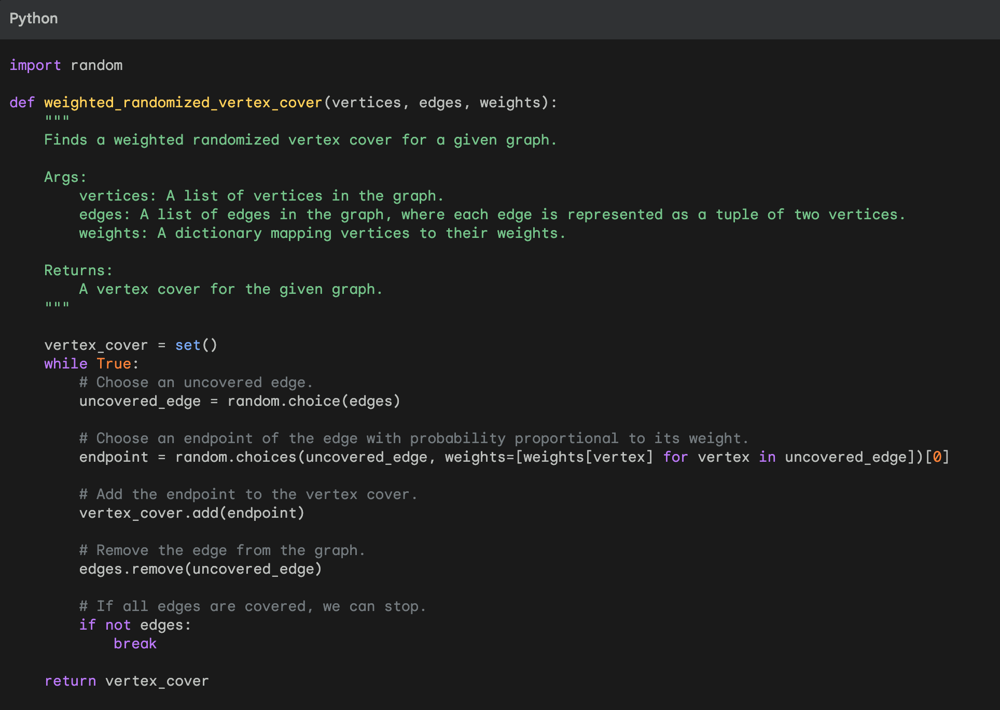 Python
import random
def weighted_randomized_vertex_cover(vertices, edges, weights):
    """
    Finds a weighted randomized vertex cover for a given graph.
    Args:
        vertices: A list of vertices in the graph.
        edges: A list of edges in the graph, where each edge is represented as a tuple of two vertices.
        weights: A dictionary mapping vertices to their weights.
    Returns:
        A vertex cover for the given graph.
    """
    vertex_cover = set()
    while True:
        # Choose an uncovered edge.
        uncovered_edge = random.choice(edges)
        # Choose an endpoint of the edge with probability proportional to its weight.
        endpoint = random.choices(uncovered_edge, weights=[weights[vertex] for vertex in uncovered_edge])[0]
        # Add the endpoint to the vertex cover.
        vertex_cover.add(endpoint)
        # Remove the edge from the graph.
        edges.remove(uncovered_edge)
        # If all edges are covered, we can stop.
        if not edges:
            break
    return vertex_cover